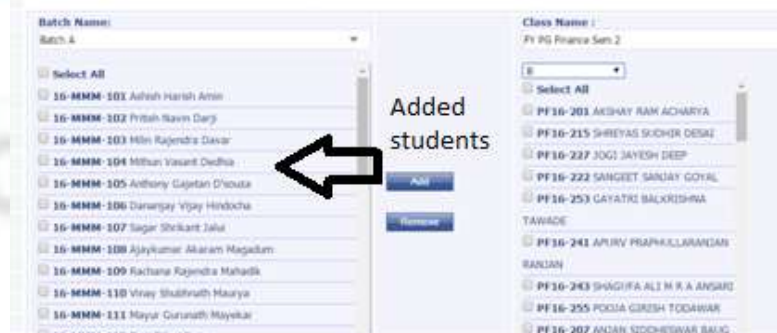 Batch Name:
Batch A
Select All
16-MMM-101 Ashish Harish Amin
16-MMM-102 Pritesh Navin Darji
16-MMM-103 Milin Rajendra Davar
16-MMM-104 Mithun Vasant Dedhia
16-MMM-105 Anthony Gajetan D'souza
16-MMM-106 Dananjay Vijay Hindocha
16-MMM-107 Sagar Shrikant Jalui
16-MMM-108 Ajaykumar Akaram Magadum
16-MMM-109 Rachana Rajendra Mahadik
16-MMM-110 Vinay Maurya
16-MMM-111 Mayur Gurunath Mayekar
Added
students
Add
Remove
Class Name :
FY PG Finance Sem 2
B
Select All
PF16-201 AKSHAY RAM ACHARYA
PF16-215 SHREYAS SUDHIR DESAI
PF16-227 JOGI JAYESH DEEP
PF16-222 SANGEET SANJAY GOYAL
PF16-253 GAYATRI BALKRISHNA
TAWADE
PF16-241 APURV PRAPHULLARANJAN
RANJAN
PF16-243 SHAGUFA ALI M R A ANSARI
PF16-255 POOJA GIRISH TODAWAR
PF16-207 ANJAN SIDDHESWAR BAUG